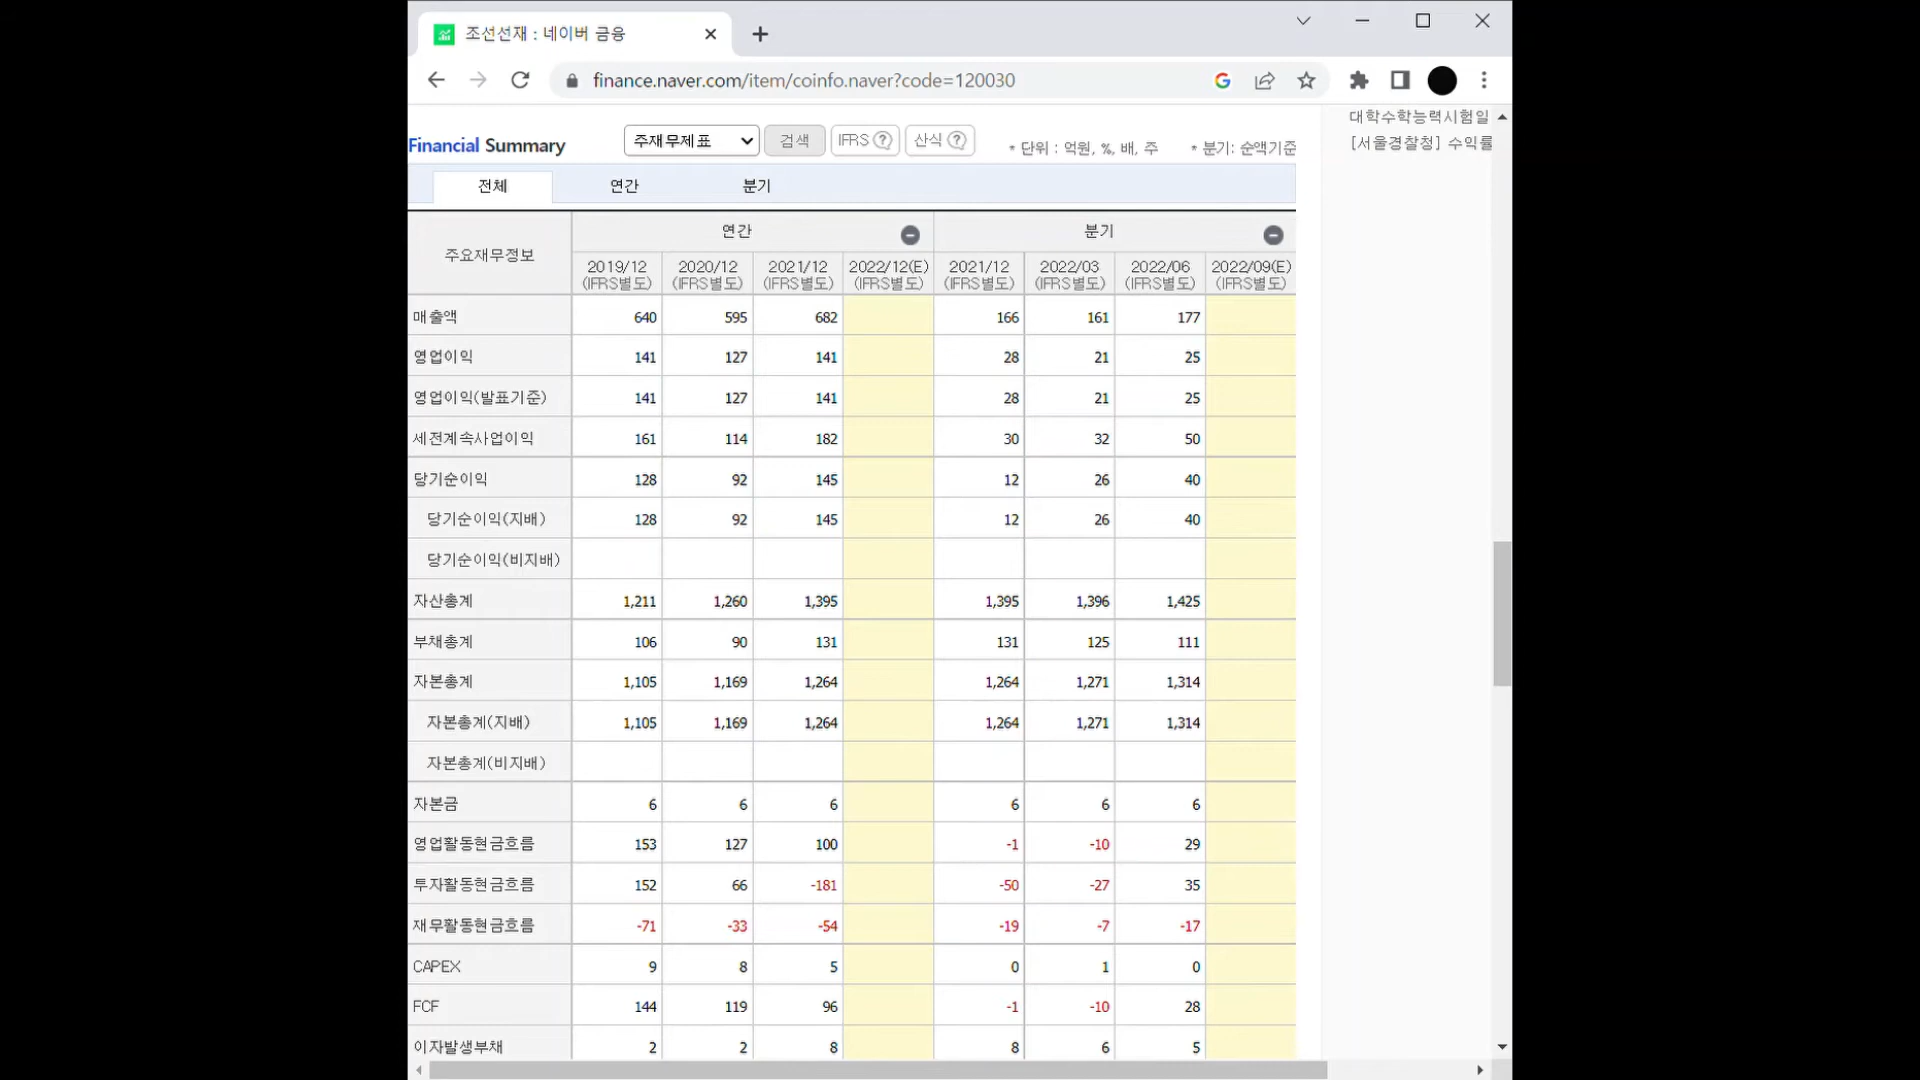 조선선재 : 네이버 금융
finance.naver.com/item/coinfo.naver?code=120030
대학수학능력시험일
[서울경찰청] 수익률
Financial Summary 주재무제표 검색 IFRS ? 산식 ? * 단위 : 억원, %, 배, 주 * 분기: 순액기준
전체 연간 분기
주요재무정보 연간 분기
2019/12 2020/12 2021/12 2022/12(E) 2021/12 2022/03 2022/06 2022/09(E)
(IFRS별도) (IFRS별도) (IFRS별도) (IFRS별도) (IFRS별도) (IFRS별도) (IFRS별도) (IFRS별도)
매출액 640 595 682 166 161 177
영업이익 141 127 141 28 21 25
영업이익(발표기준) 141 127 141 28 21 25
세전계속사업이익 161 114 182 30 32 50
당기순이익 128 92 145 12 26 40
당기순이익(지배) 128 92 145 12 26 40
당기순이익(비지배)
자산총계 1,211 1,260 1,395 1,395 1,396 1,425
부채총계 106 90 131 131 125 111
자본총계 1,105 1,169 1,264 1,264 1,271 1,314
자본총계(지배) 1,105 1,169 1,264 1,264 1,271 1,314
자본총계(비지배)
자본금 6 6 6 6 6 6
영업활동현금흐름 153 127 100 -1 -10 29
투자활동현금흐름 152 66 -181 -50 -27 35
재무활동현금흐름 -71 -33 -54 -19 -7 -17
CAPEX 9 8 5 0 1 0
FCF 144 119 96 -1 -10 28
이자발생부채 2 2 8 8 6 5